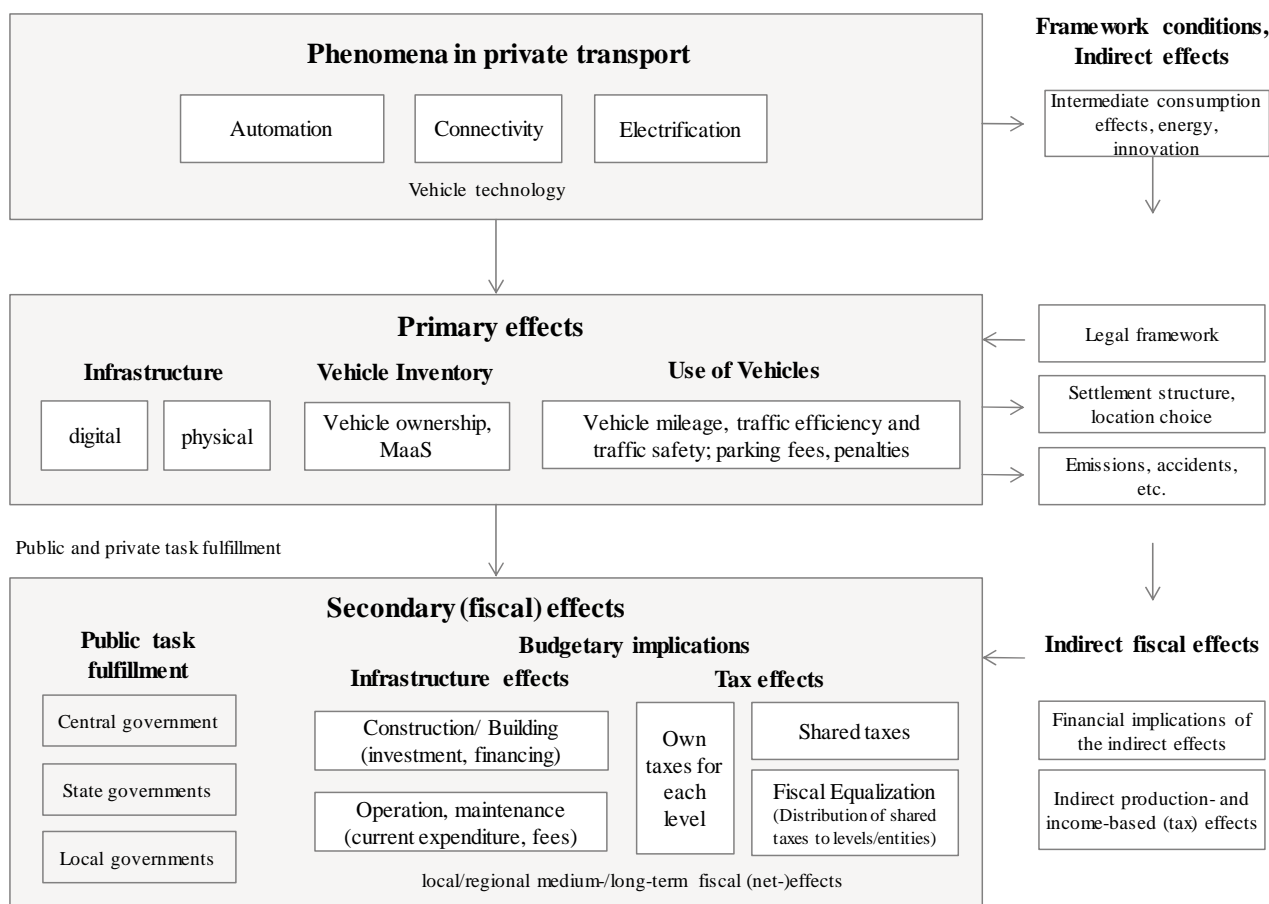 Phenomena in private transport
Automation
Connectivity
Electrification
Vehicle technology
Framework conditions,
Indirect effects
Intermediate consumption
effects, energy,
innovation
Primary effects
Infrastructure
digital
physical
Vehicle Inventory
Vehicle ownership,
MaaS
Use of Vehicles
Vehicle mileage, traffic efficiency and
traffic safety; parking fees, penalties
Legal framework
Settlement structure,
location choice
Emissions, accidents,
etc.
Public and private task fulfillment
Secondary (fiscal) effects
Public task
fulfillment
Central government
State governments
Local governments
Budgetary implications
Infrastructure effects
Construction/ Building
(investment, financing)
Operation, maintenance
(current expenditure, fees)
Tax effects
Own
taxes for
each
level
Shared taxes
Fiscal Equalization
(Distribution of shared
taxes to levels/entities)
local/regional medium-/long-term fiscal (net-)effects
Indirect fiscal effects
Financial implications of
the indirect effects
Indirect production- and
income-based (tax) effects